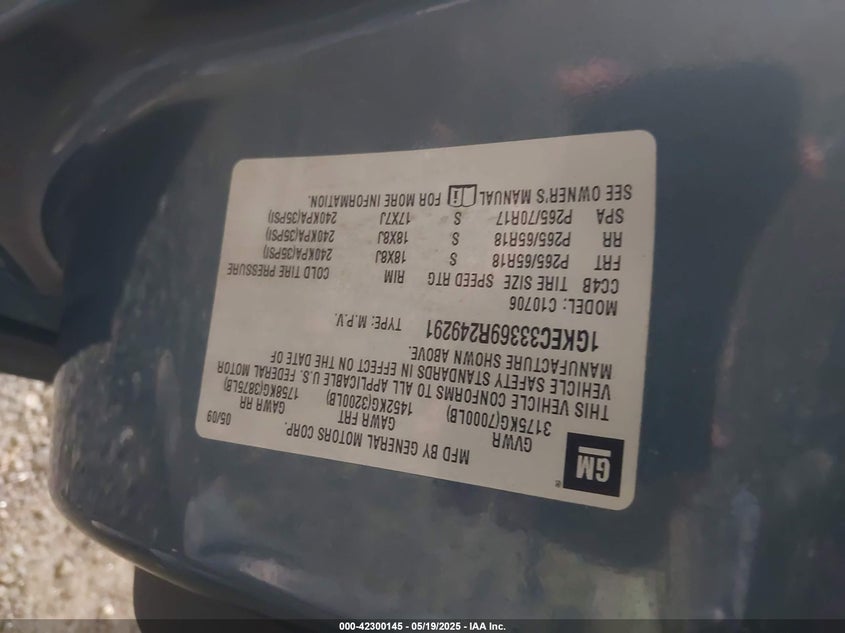 GM®
MFD BY GENERAL MOTORS CORP. 05/09
GVWR GAWR FRT GAWR RR
3175KG(7000LB) 1452KG(3200LB) 1758KG(3875LB)
THIS VEHICLE CONFORMS TO ALL APPLICABLE U.S. FEDERAL MOTOR
VEHICLE SAFETY STANDARDS IN EFFECT ON THE DATE OF
MANUFACTURE SHOWN ABOVE.
1GKEC33369R249291 TYPE: M.P.V.
MODEL: C10706
CC4B TIRE SIZE SPEED RTG RIM COLD TIRE PRESSURE
FRT P265/65R18 S 18X8J 240KPA(35PSI)
RR P265/65R18 S 18X8J 240KPA(35PSI)
SPA P265/70R17 S 17X7J 240KPA(35PSI)
SEE OWNER'S MANUAL FOR MORE INFORMATION.
000-42300145 - 05/19/2025 - IAA Inc.